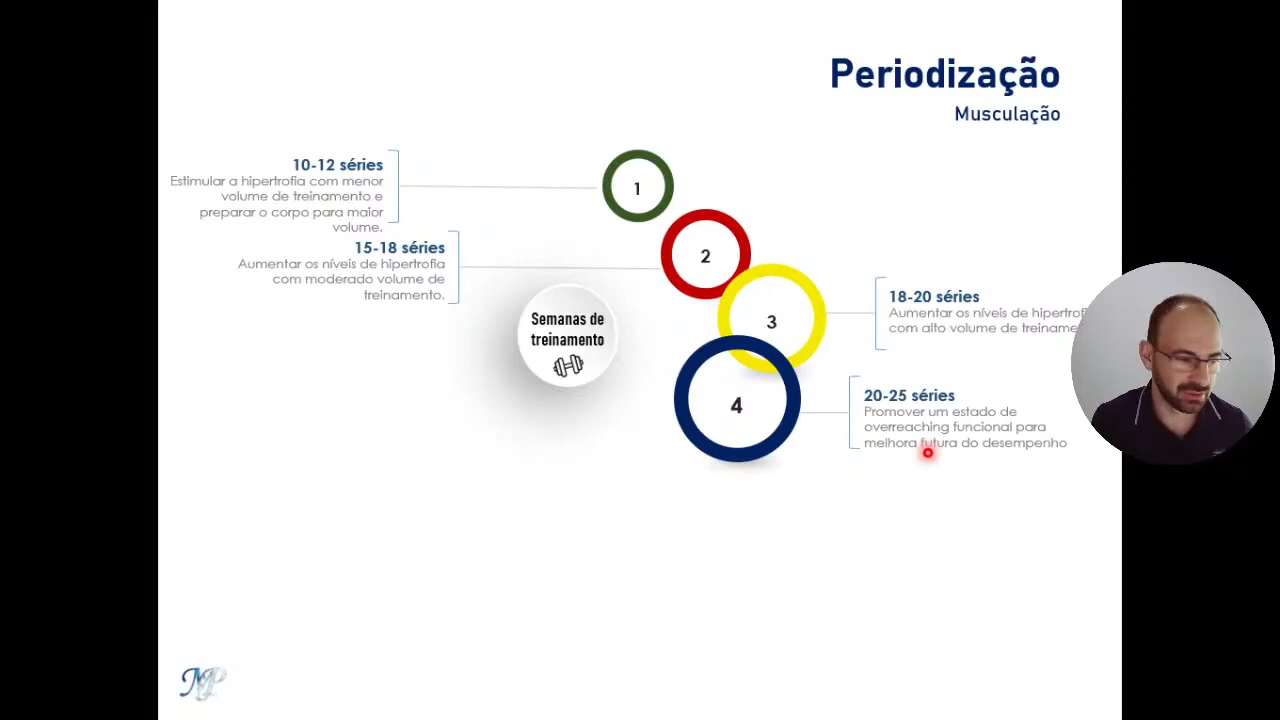 Periodização
Musculação
10-12 séries
Estimular a hipertrofia com menor
volume de treinamento e
preparar o corpo para maior
volume.
1
15-18 séries
Aumentar os níveis de hipertrofia
com moderado volume de
treinamento.
2
Semanas de
treinamento
3
18-20 séries
Aumentar os níveis de
com alto volume de
4
20-25 séries
Promover um estado de
overreaching funcional para
melhora futura do desempenho
MP